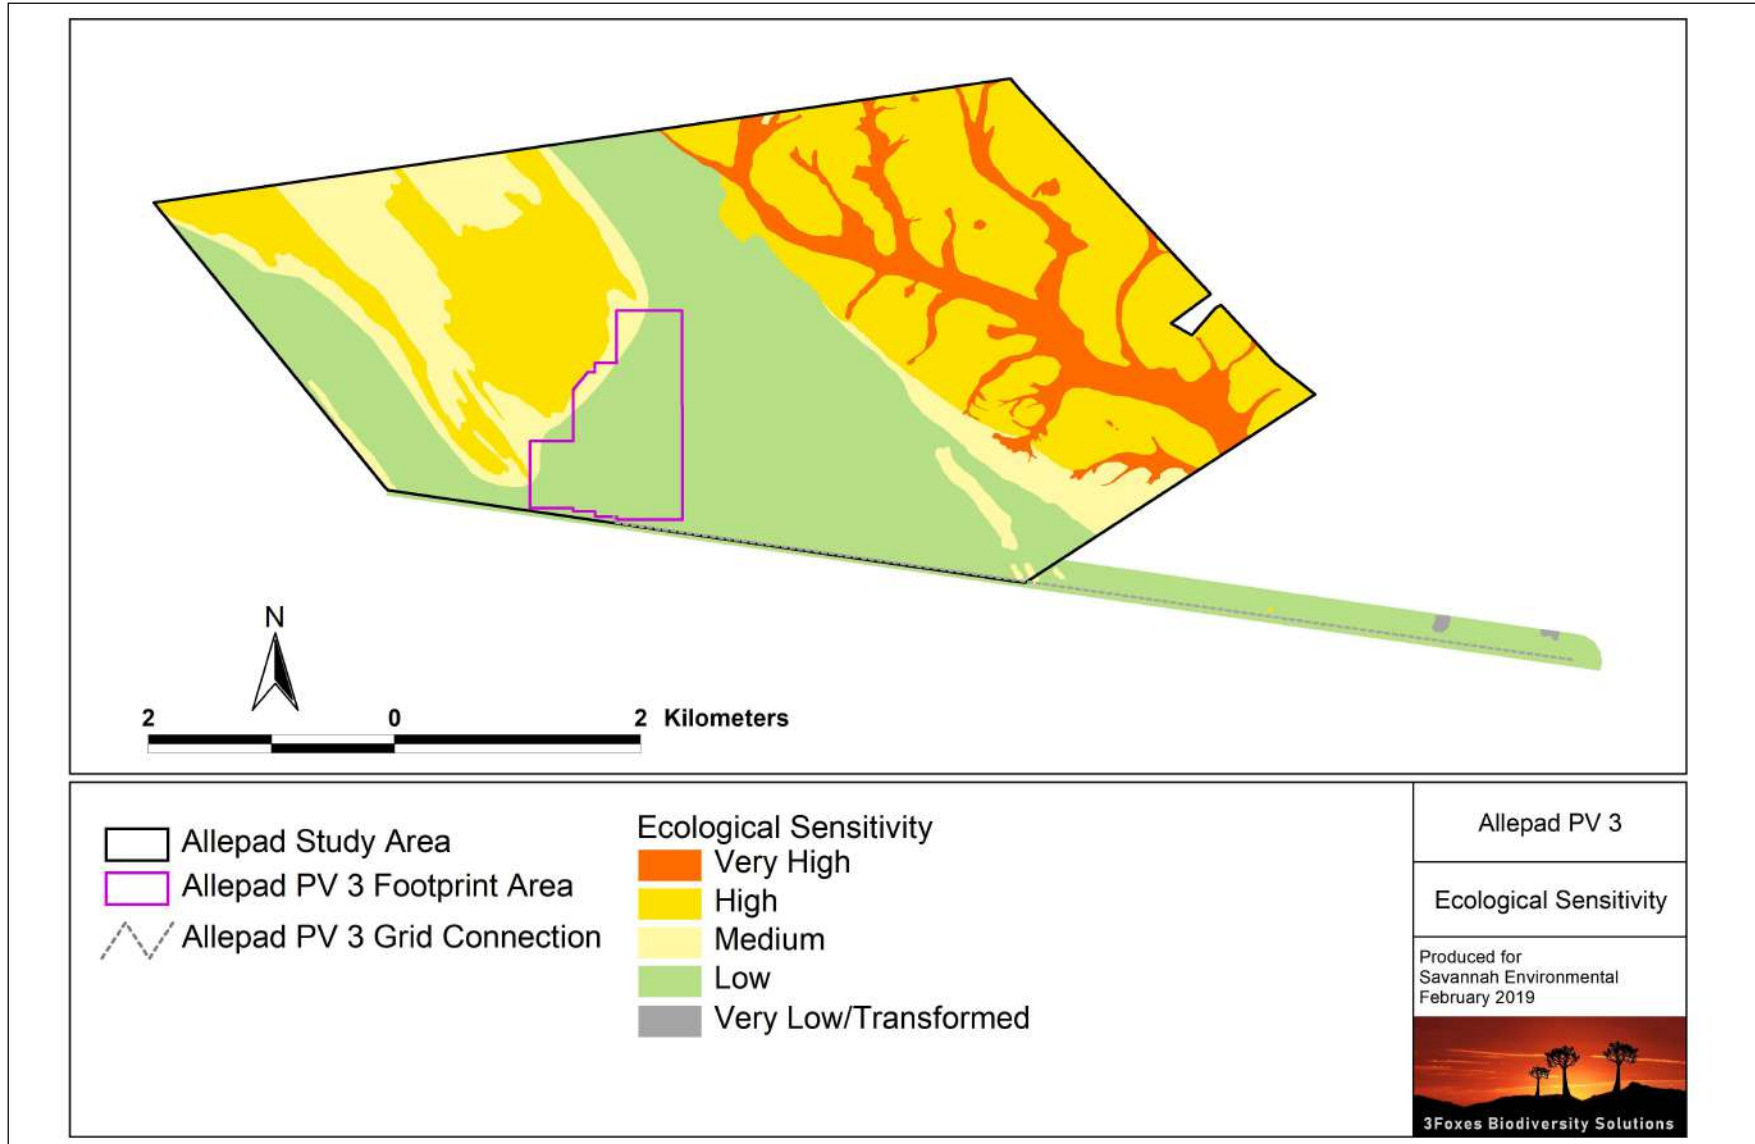 N
2 0 2 Kilometers
Allepad Study Area
Allepad PV 3 Footprint Area
Allepad PV 3 Grid Connection
Ecological Sensitivity
Very High
High
Medium
Low
Very Low/Transformed
Allepad PV 3
Ecological Sensitivity
Produced for
Savannah Environmental
February 2019
3Foxes Biodiversity Solutions